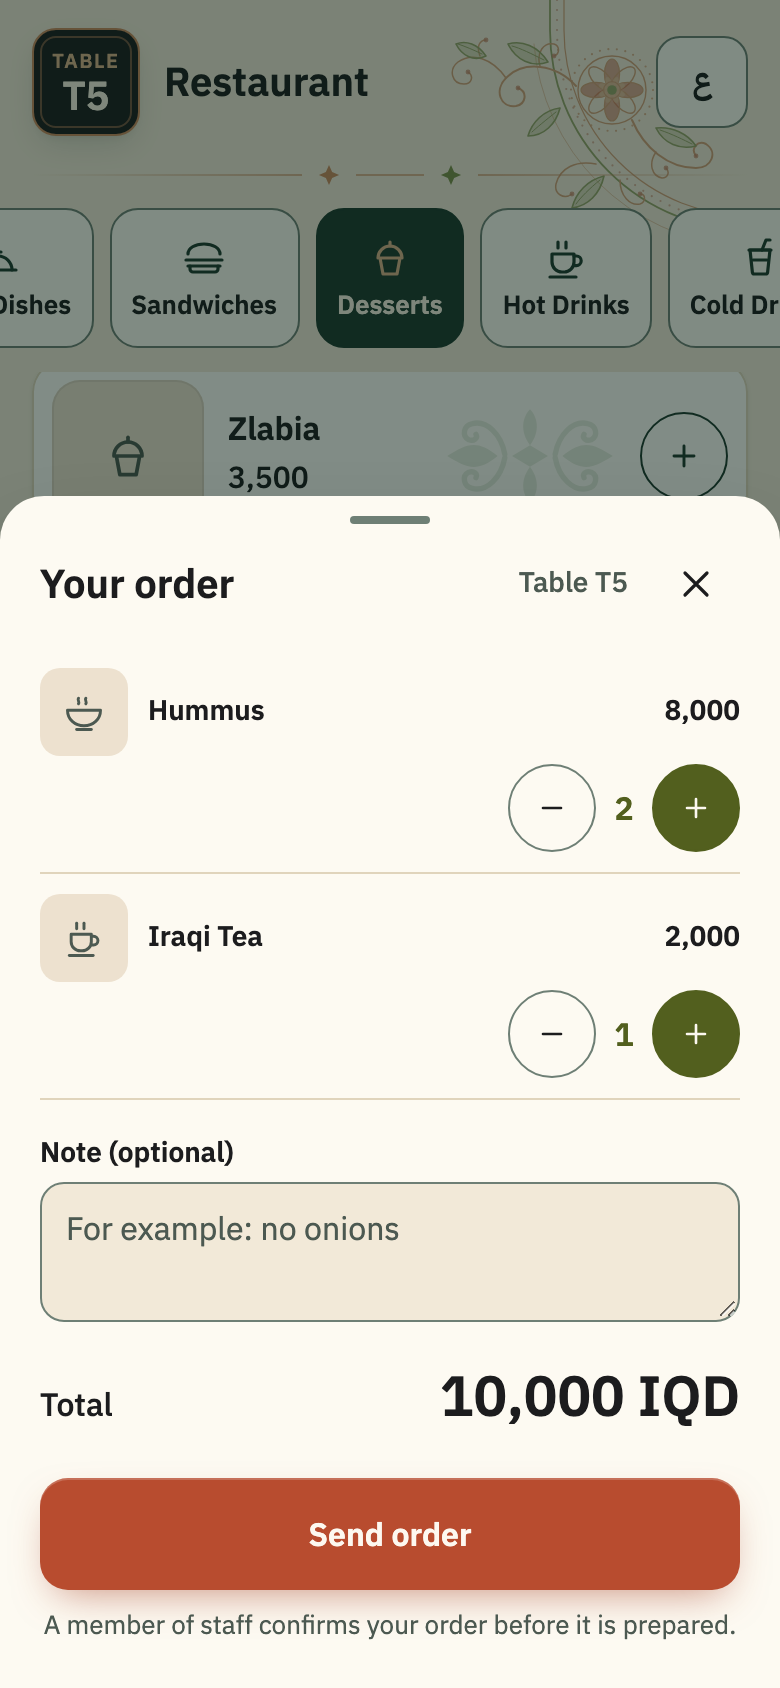 TABLE
T5
Restaurant
ع
Dishes
Sandwiches
Desserts
Hot Drinks
Cold Dr
Zlabia
3,500
Your order
Table T5
Hummus
8,000
2
Iraqi Tea
2,000
1
Note (optional)
For example: no onions
Total
10,000 IQD
Send order
A member of staff confirms your order before it is prepared.